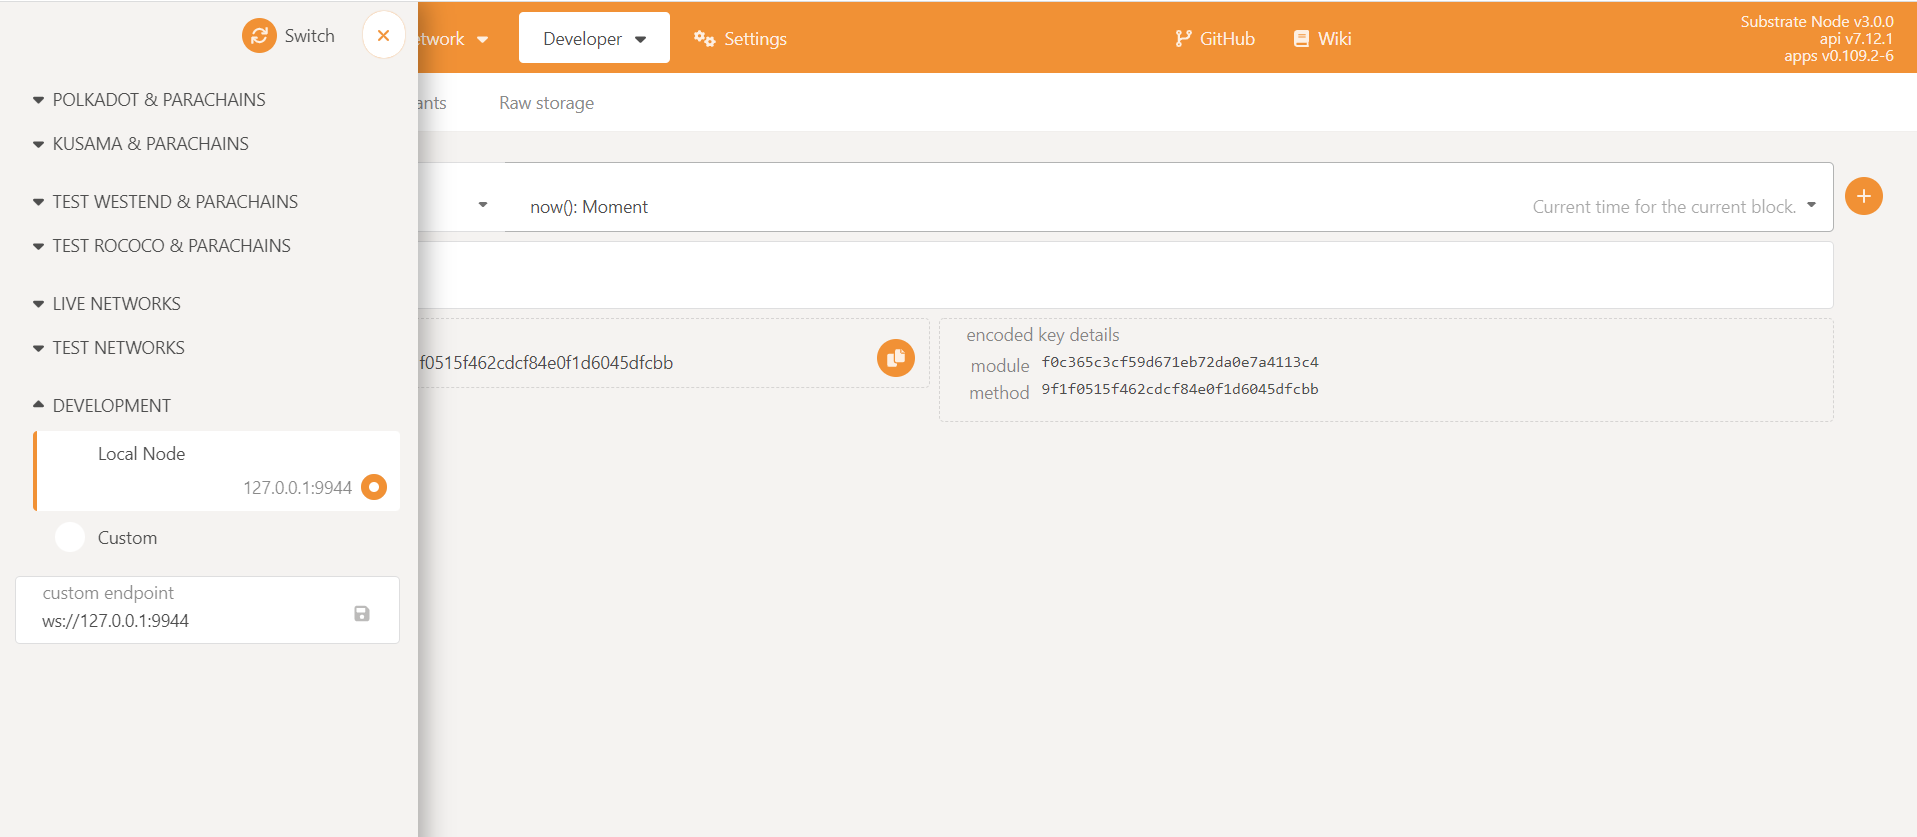 Switch
POLKADOT & PARACHAINS
KUSAMA & PARACHAINS
TEST WESTEND & PARACHAINS
TEST ROCOCO & PARACHAINS
LIVE NETWORKS
TEST NETWORKS
DEVELOPMENT
Local Node
127.0.0.1:9944
Custom
custom endpoint
ws://127.0.0.1:9944
etwork
Developer
Settings
GitHub
Wiki
Substrate Node v3.0.0
api v7.12.1
apps v0.109.2-6
ants
Raw storage
now(): Moment
Current time for the current block.
f0515f462cdcf84e0f1d6045dfcbb
encoded key details
module f0c365c3cf59d671eb72da0e7a4113c4
method 9f1f0515f462cdcf84e0f1d6045dfcbb